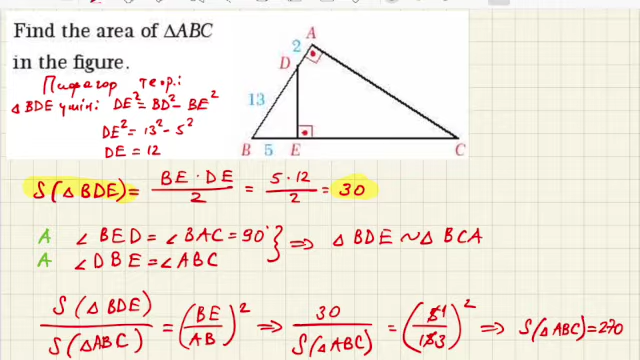 Find the area of ΔABC
in the figure.
Пифагор теор.:
△BDE үшін: DE² = BD² − BE²
DE² = 13² − 5²
DE = 12
A
2
D
13
B 5 E C
S(△BDE) = BE · DE / 2 = 5 · 12 / 2 = 30
A ∠BED = ∠BAC = 90° } ⇒ △BDE ~ △BCA
A ∠DBE = ∠ABC
S(△BDE) / S(△ABC) = (BE / AB)² ⇒ 30 / S(△ABC) = (5 1 / 15 3)² ⇒ S(△ABC) = 270